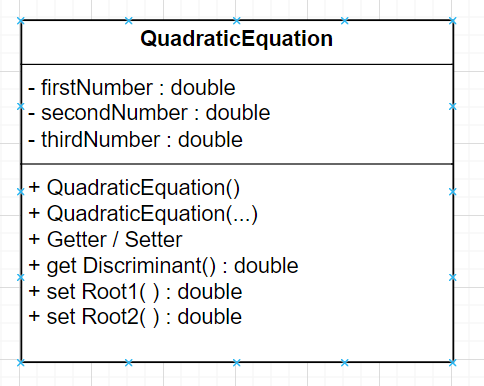 QuadraticEquation
- firstNumber : double
- secondNumber : double
- thirdNumber : double
+ QuadraticEquation()
+ QuadraticEquation(...)
+ Getter / Setter
+ get Discriminant() : double
+ set Root1( ) : double
+ set Root2( ) : double